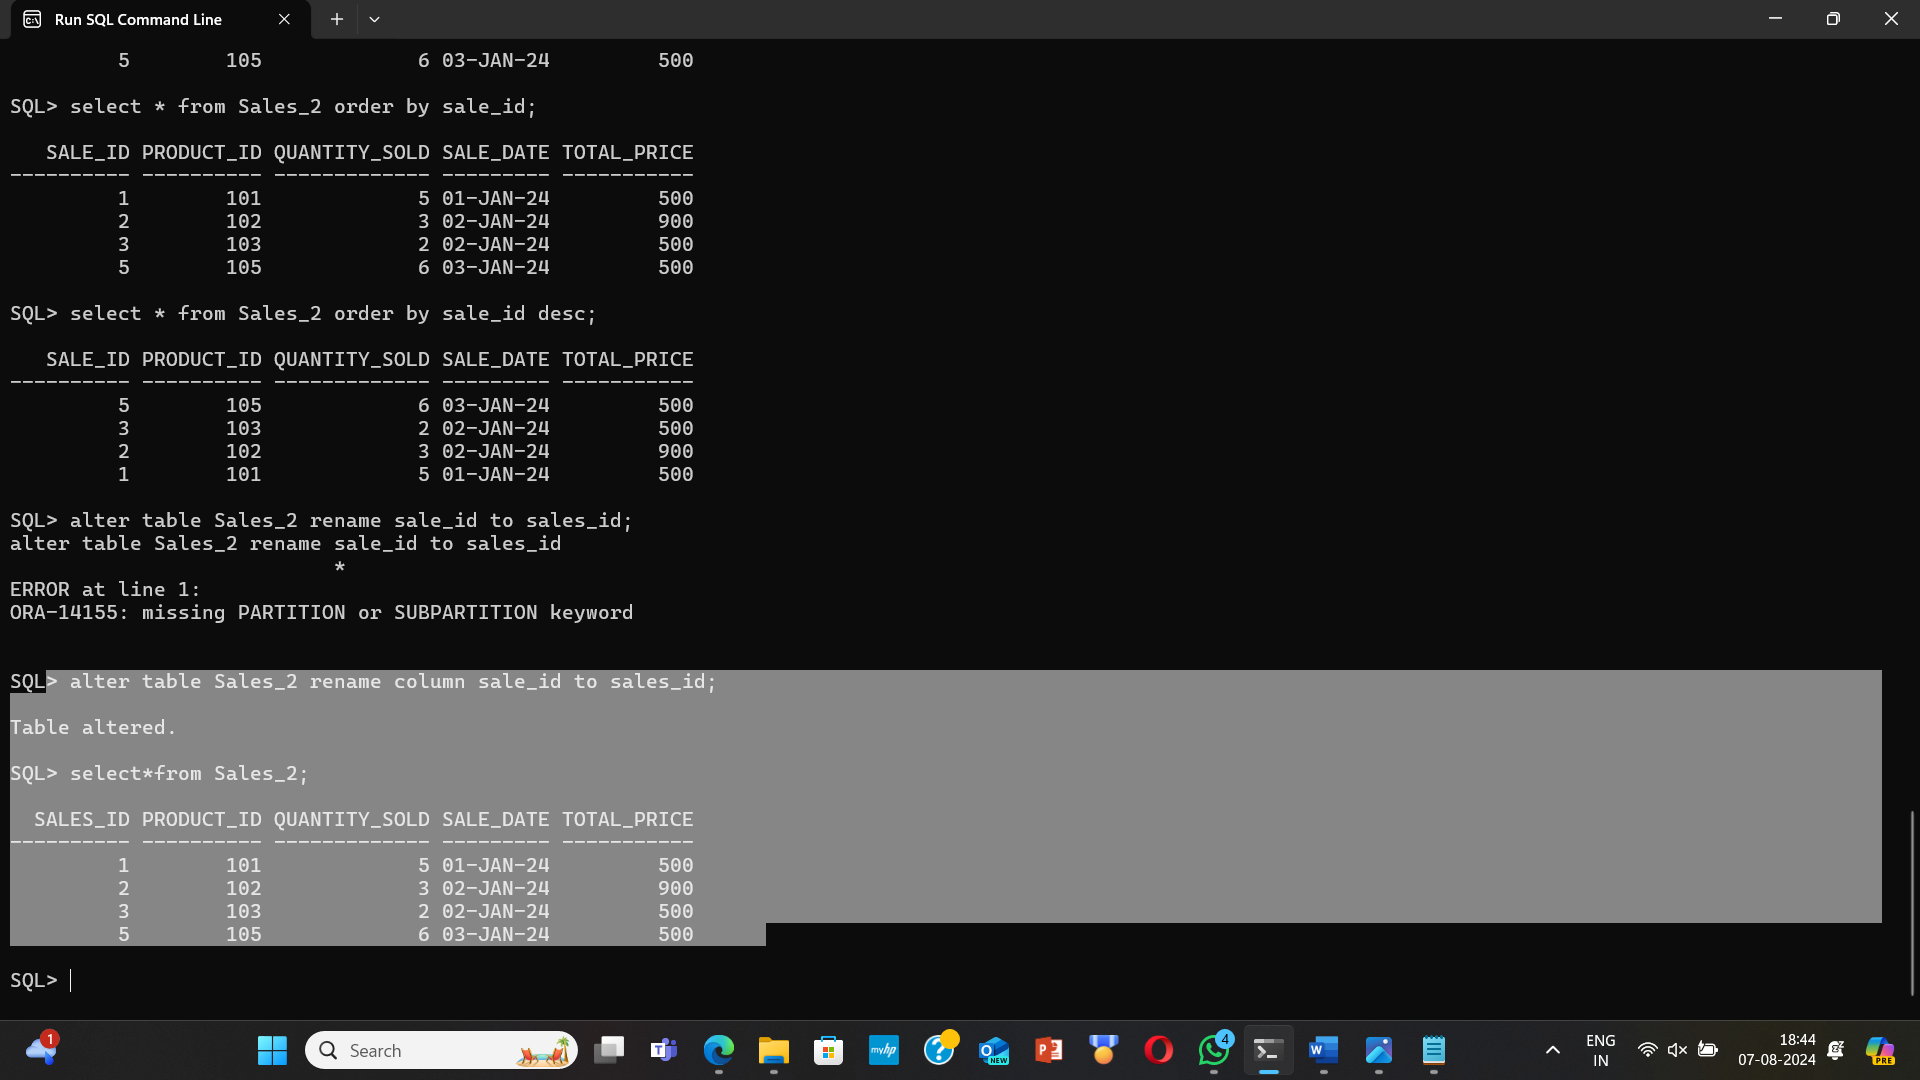 Run SQL Command Line
5 105 6 03-JAN-24 500
SQL> select * from Sales_2 order by sale_id;
SALE_ID PRODUCT_ID QUANTITY_SOLD SALE_DATE TOTAL_PRICE
---------- ---------- ------------- --------- -----------
1 101 5 01-JAN-24 500
2 102 3 02-JAN-24 900
3 103 2 02-JAN-24 500
5 105 6 03-JAN-24 500
SQL> select * from Sales_2 order by sale_id desc;
SALE_ID PRODUCT_ID QUANTITY_SOLD SALE_DATE TOTAL_PRICE
---------- ---------- ------------- --------- -----------
5 105 6 03-JAN-24 500
3 103 2 02-JAN-24 500
2 102 3 02-JAN-24 900
1 101 5 01-JAN-24 500
SQL> alter table Sales_2 rename sale_id to sales_id;
alter table Sales_2 rename sale_id to sales_id
*
ERROR at line 1:
ORA-14155: missing PARTITION or SUBPARTITION keyword
SQL> alter table Sales_2 rename column sale_id to sales_id;
Table altered.
SQL> select*from Sales_2;
SALES_ID PRODUCT_ID QUANTITY_SOLD SALE_DATE TOTAL_PRICE
---------- ---------- ------------- --------- -----------
1 101 5 01-JAN-24 500
2 102 3 02-JAN-24 900
3 103 2 02-JAN-24 500
5 105 6 03-JAN-24 500
SQL>
1
Search
myhp
NEW
4
ENG
IN
18:44
07-08-2024
PRE